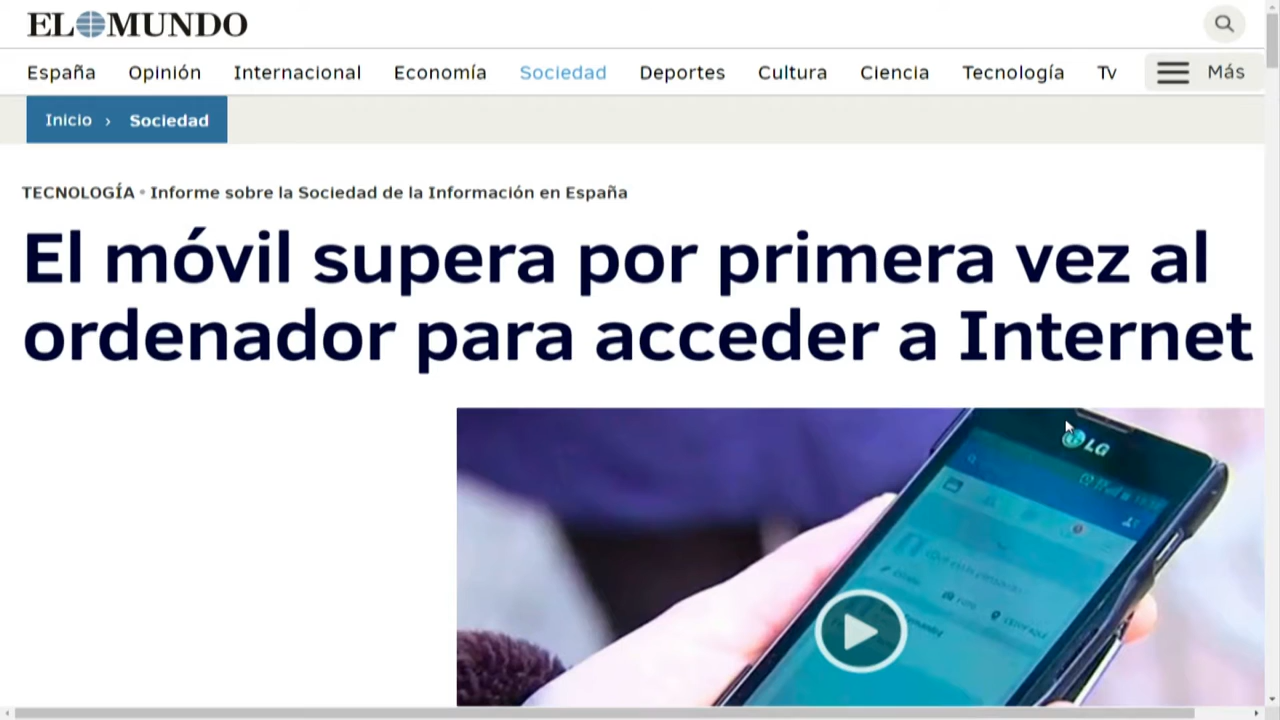 EL MUNDO
España Opinión Internacional Economía Sociedad Deportes Cultura Ciencia Tecnología Tv Más
Inicio › Sociedad
TECNOLOGÍA • Informe sobre la Sociedad de la Información en España
El móvil supera por primera vez al
ordenador para acceder a Internet
LG